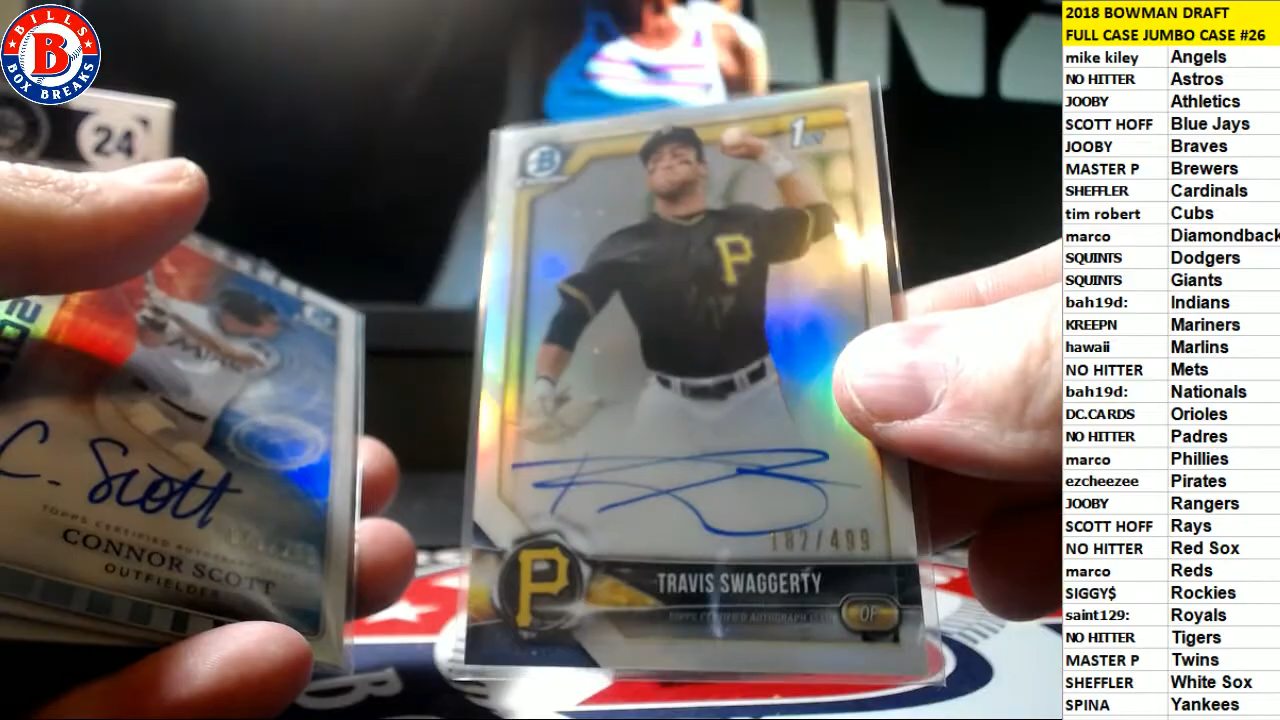 BILLS
B
BOX BREAKS
24
C. Scott
TOPPS CERTIFIED AUTOGRAPH
CONNOR SCOTT
OUTFIELDER
B
1ST
P
182/499
P
TRAVIS SWAGGERTY
TOPPS CERTIFIED AUTOGRAPH ISSUE
OF
2018 BOWMAN DRAFT
FULL CASE JUMBO CASE #26
mike kiley Angels
NO HITTER Astros
JOOBY Athletics
SCOTT HOFF Blue Jays
JOOBY Braves
MASTER P Brewers
SHEFFLER Cardinals
tim robert Cubs
marco Diamondback
SQUINTS Dodgers
SQUINTS Giants
bah19d: Indians
KREEPN Mariners
hawaii Marlins
NO HITTER Mets
bah19d: Nationals
DC.CARDS Orioles
NO HITTER Padres
marco Phillies
ezcheezee Pirates
JOOBY Rangers
SCOTT HOFF Rays
NO HITTER Red Sox
marco Reds
SIGGY$ Rockies
saint129: Royals
NO HITTER Tigers
MASTER P Twins
SHEFFLER White Sox
SPINA Yankees